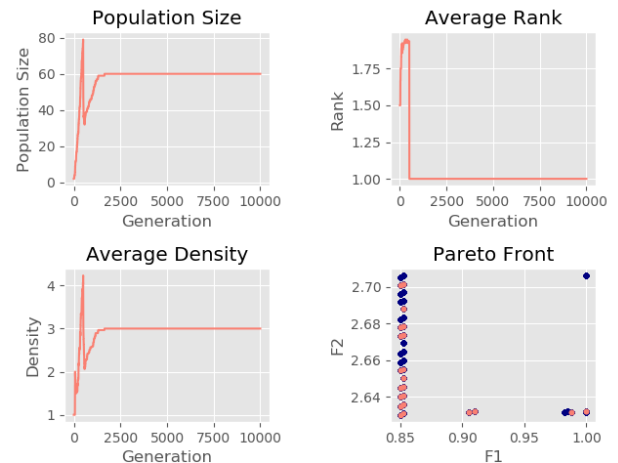 Population Size
80
60
40
20
0
Population Size
0 2500 5000 7500 10000
Generation
Average Rank
1.75
1.50
1.25
1.00
Rank
0 2500 5000 7500 10000
Generation
Average Density
4
3
2
1
Density
0 2500 5000 7500 10000
Generation
Pareto Front
2.70
2.68
2.66
2.64
F2
0.85 0.90 0.95 1.00
F1